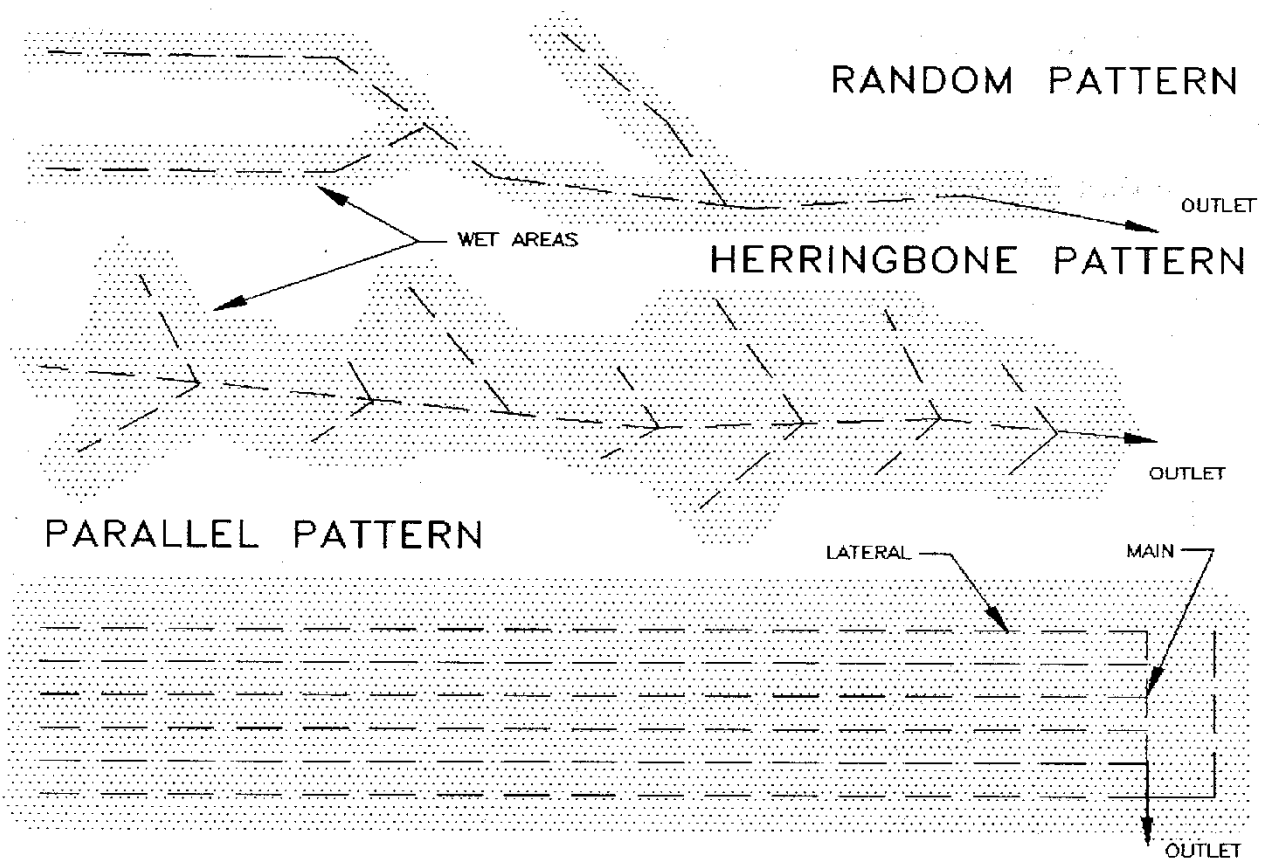 RANDOM PATTERN
OUTLET
WET AREAS
HERRINGBONE PATTERN
OUTLET
PARALLEL PATTERN
LATERAL
MAIN
OUTLET